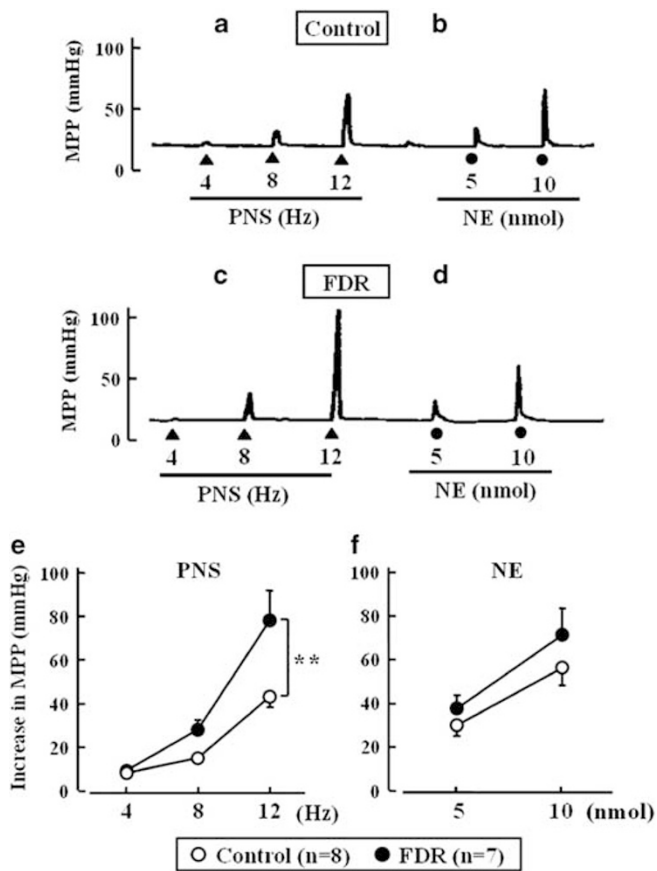 a Control b
MPP (mmHg)
100
50
0
4 8 12 5 10
PNS (Hz) NE (nmol)
c FDR d
MPP (mmHg)
100
50
0
4 8 12 5 10
PNS (Hz) NE (nmol)
e PNS
Increase in MPP (mmHg)
100
80
60
40
20
0
**
4 8 12 (Hz)
f NE
100
80
60
40
20
0
5 10 (nmol)
Control (n=8) FDR (n=7)